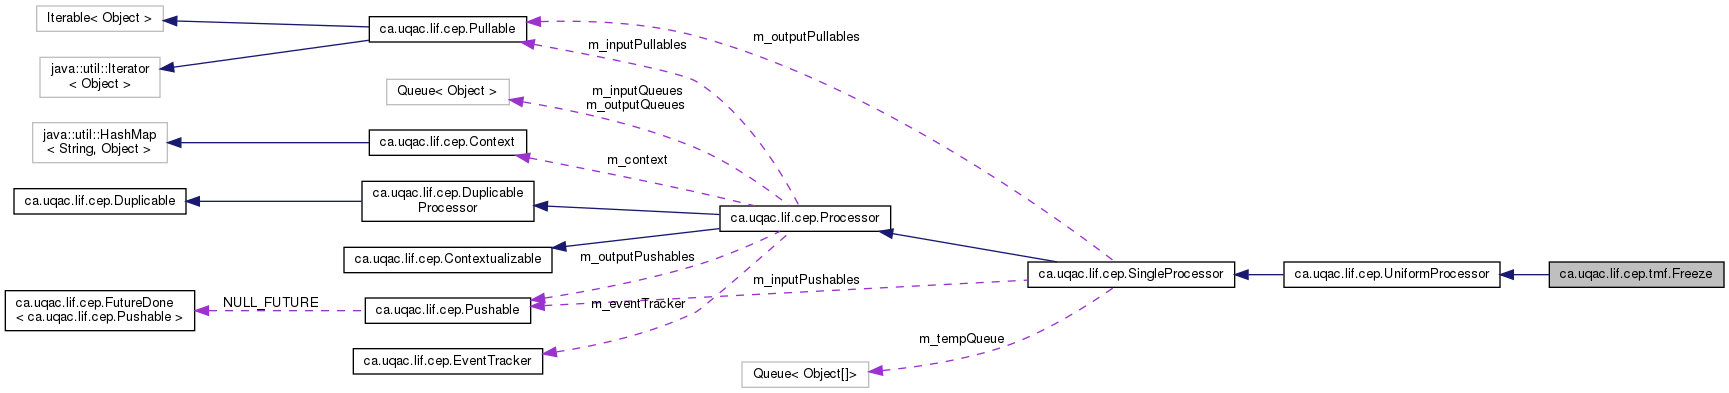 Iterable< Object >
ca.uqac.lif.cep.Pullable
m_outputPullables
m_inputPullables
java::util::Iterator
< Object >
Queue< Object >
m_inputQueues
m_outputQueues
java::util::HashMap
< String, Object >
ca.uqac.lif.cep.Context
m_context
ca.uqac.lif.cep.Duplicable
ca.uqac.lif.cep.Duplicable
Processor
ca.uqac.lif.cep.Processor
ca.uqac.lif.cep.Contextualizable
m_outputPushables
ca.uqac.lif.cep.SingleProcessor
ca.uqac.lif.cep.UniformProcessor
ca.uqac.lif.cep.tmf.Freeze
m_inputPushables
ca.uqac.lif.cep.FutureDone
< ca.uqac.lif.cep.Pushable >
NULL_FUTURE
ca.uqac.lif.cep.Pushable
m_eventTracker
ca.uqac.lif.cep.EventTracker
m_tempQueue
Queue< Object[]>